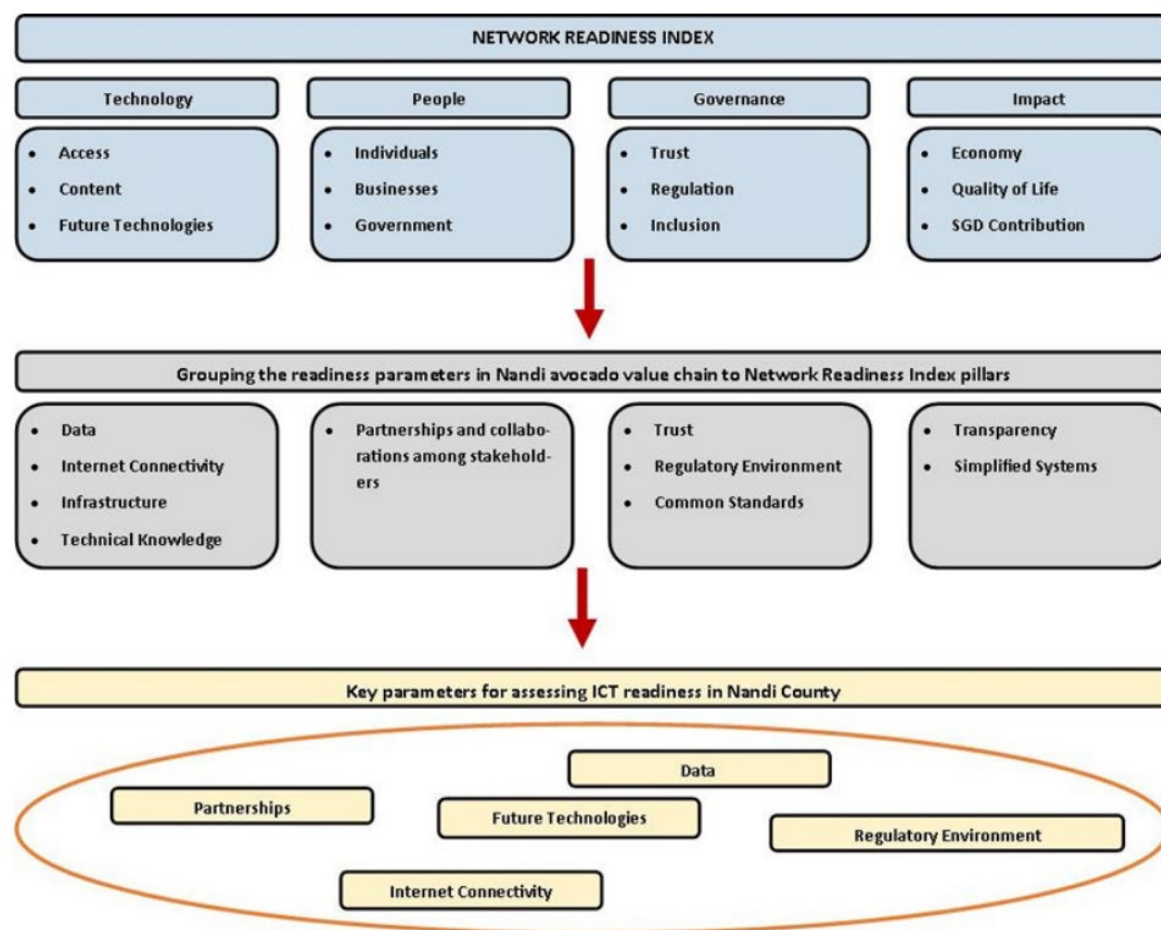 NETWORK READINESS INDEX
Technology
People
Governance
Impact
• Access
• Content
• Future Technologies
• Individuals
• Businesses
• Government
• Trust
• Regulation
• Inclusion
• Economy
• Quality of Life
• SGD Contribution
Grouping the readiness parameters in Nandi avocado value chain to Network Readiness Index pillars
• Data
• Internet Connectivity
• Infrastructure
• Technical Knowledge
• Partnerships and collabo-
rations among stakehold-
ers
• Trust
• Regulatory Environment
• Common Standards
• Transparency
• Simplified Systems
Key parameters for assessing ICT readiness in Nandi County
Data
Partnerships
Future Technologies
Regulatory Environment
Internet Connectivity